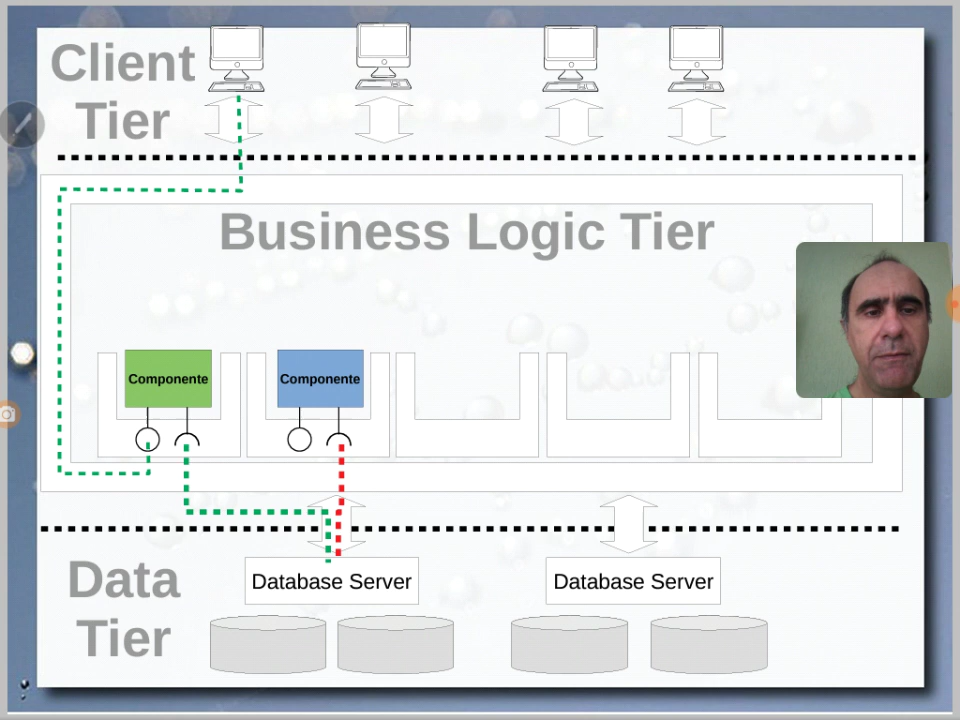 Client
Tier
Business Logic Tier
Componente
Componente
Database Server
Database Server
Data
Tier